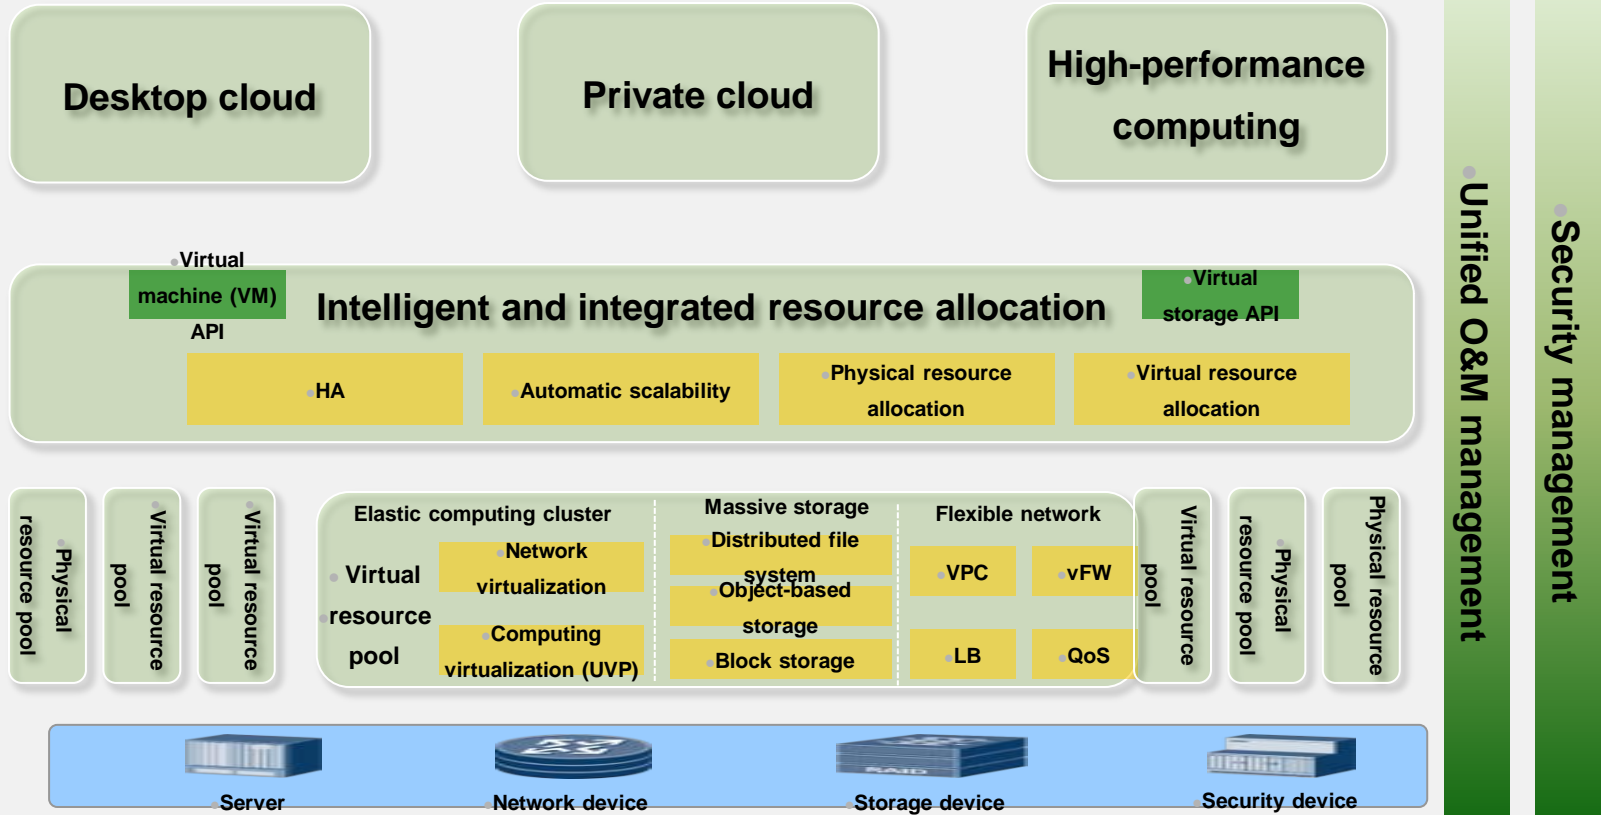 Desktop cloud
Private cloud
High-performance
computing
Virtual
machine (VM)
API
Intelligent and integrated resource allocation
Virtual
storage API
HA
Automatic scalability
Physical resource
allocation
Virtual resource
allocation
Physical
resource pool
Virtual resource
pool
Virtual resource
pool
Elastic computing cluster
Virtual
resource
pool
Network
virtualization
Computing
virtualization (UVP)
Massive storage
Distributed file
system
Object-based
storage
Block storage
Flexible network
VPC
vFW
LB
QoS
Virtual resource
pool
Physical
resource pool
Physical resource
pool
Server
Network device
RAID
Storage device
Security device
Unified O&M management
Security management